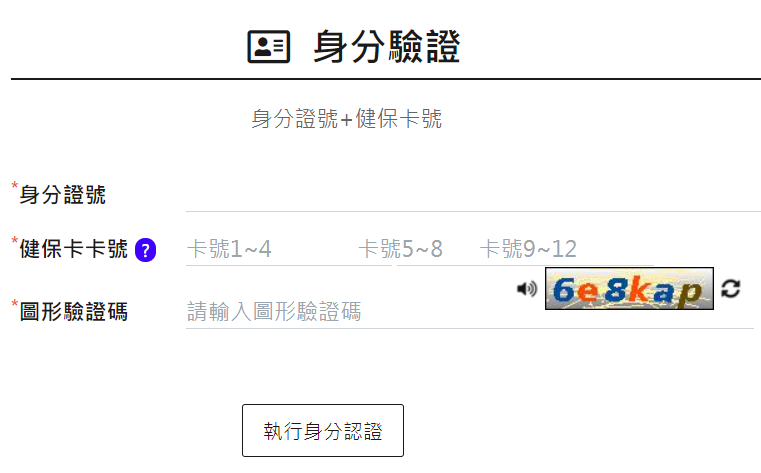 身分驗證
身分證號+健保卡號
*身分證號
*健保卡卡號 ? 卡號1~4 卡號5~8 卡號9~12
6e8kap
*圖形驗證碼 請輸入圖形驗證碼
執行身分認證